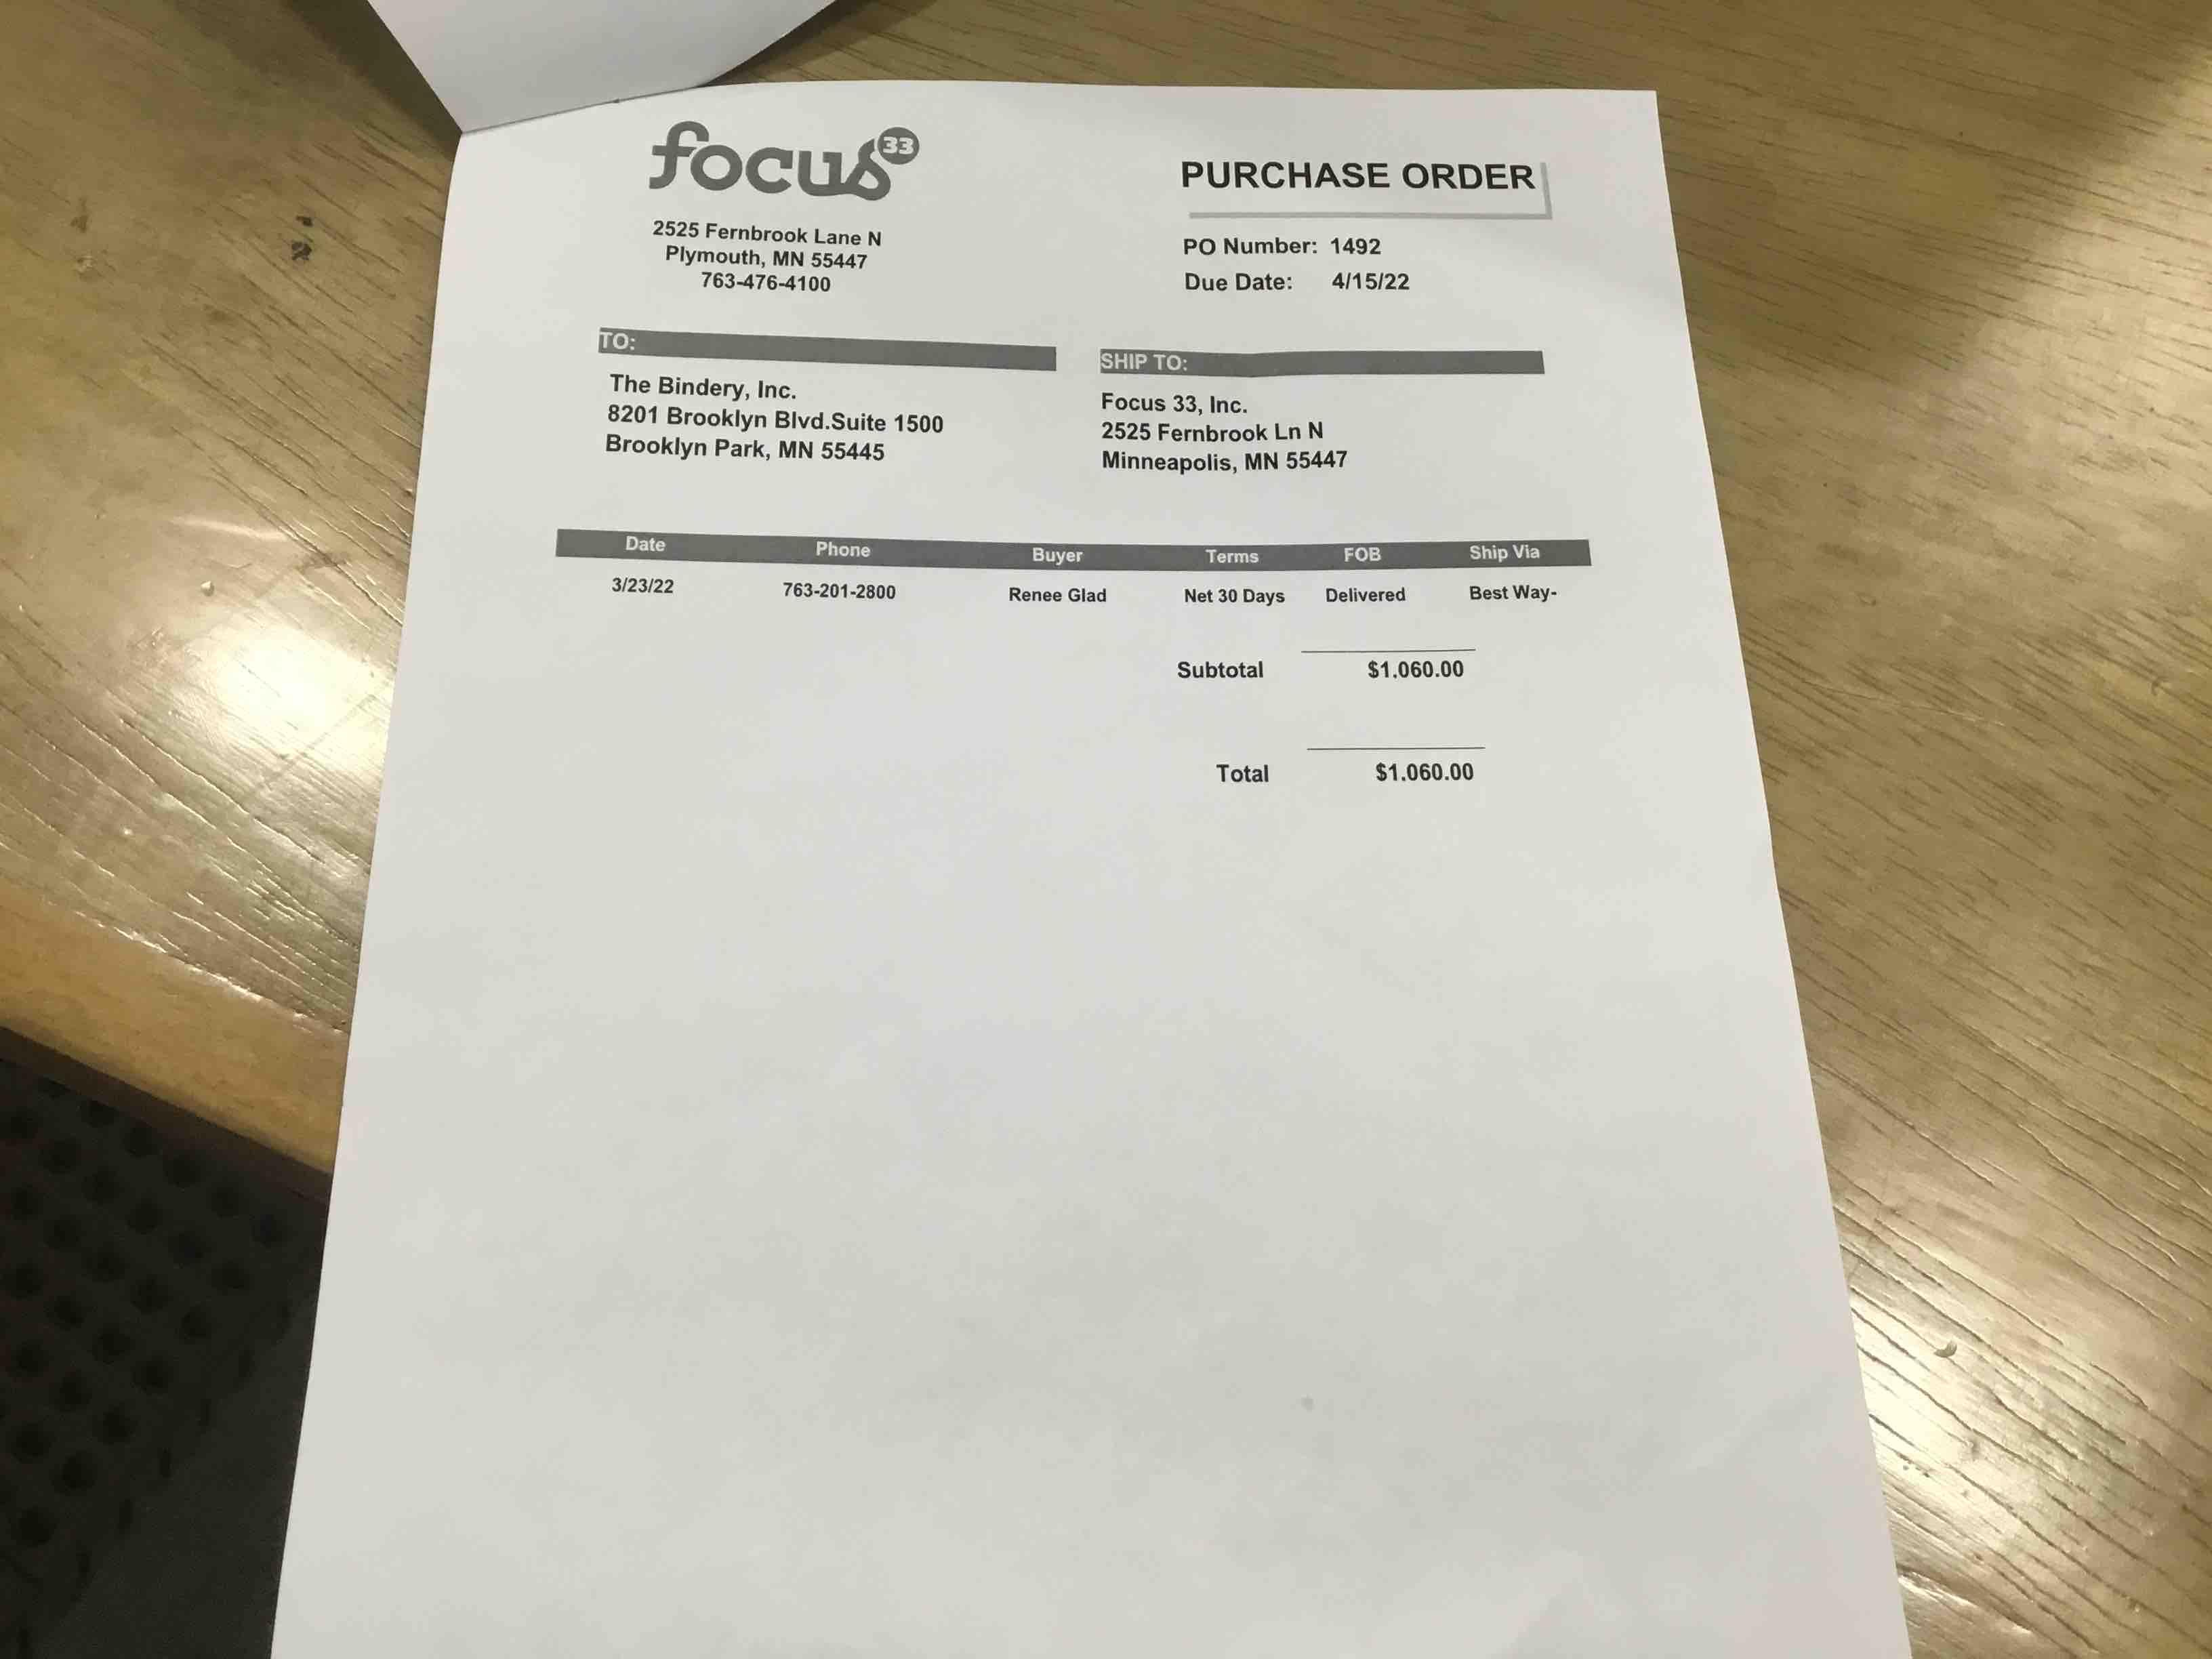 focus33
PURCHASE ORDER
2525 Fernbrook Lane N
Plymouth, MN 55447
763-476-4100
PO Number: 1492
Due Date: 4/15/22
TO:
The Bindery, Inc.
8201 Brooklyn Blvd.Suite 1500
Brooklyn Park, MN 55445
SHIP TO:
Focus 33, Inc.
2525 Fernbrook Ln N
Minneapolis, MN 55447
Date Phone Buyer Terms FOB Ship Via
3/23/22 763-201-2800 Renee Glad Net 30 Days Delivered Best Way-
Subtotal $1.060.00
Total $1.060.00